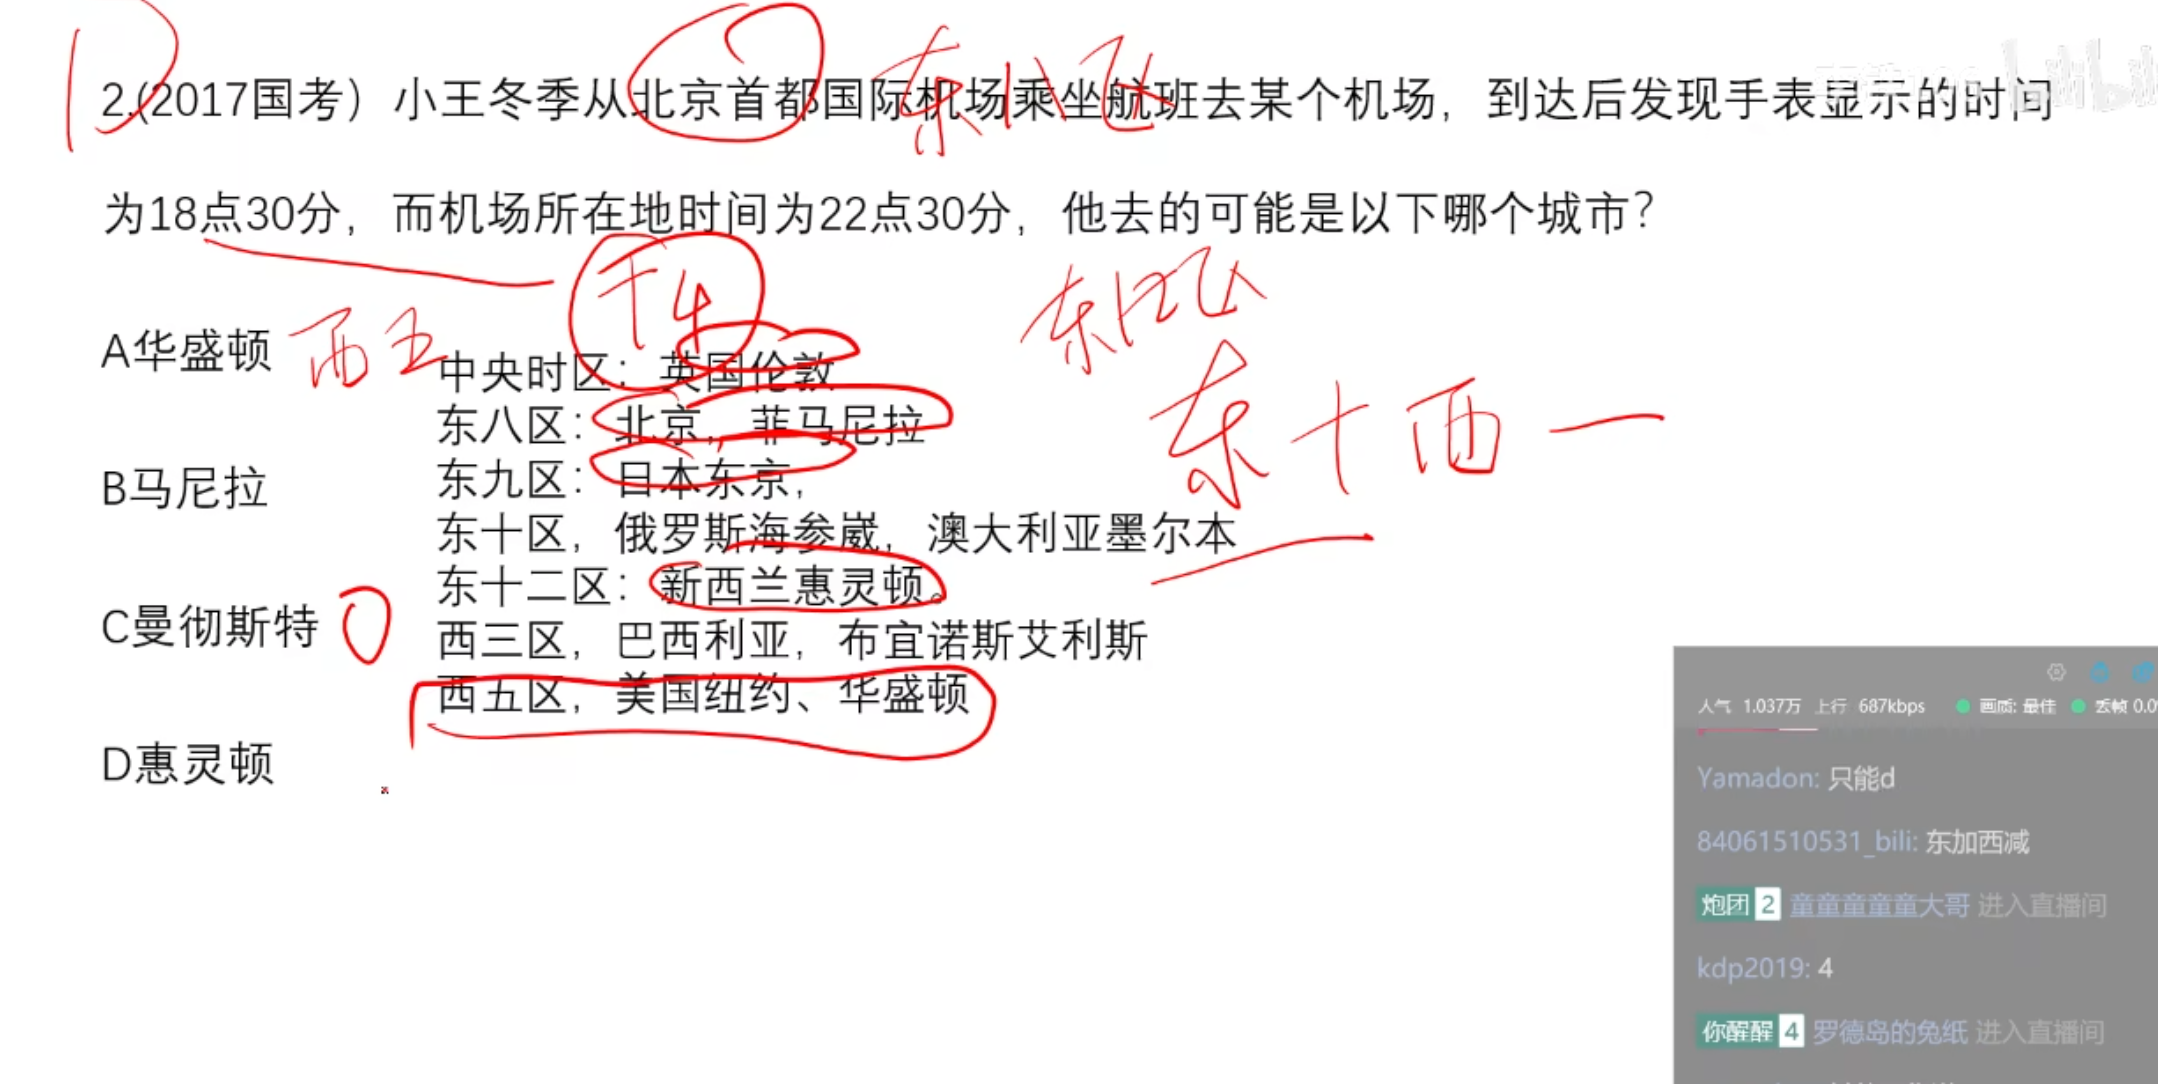 2.(2017国考）小王冬季从北京首都国际机场乘坐航班去某个机场，到达后发现手表显示的时间
东八区
为18点30分，而机场所在地时间为22点30分，他去的可能是以下哪个城市？
+4
东12区
A华盛顿
西五
东十西一
中央时区：英国伦敦
东八区：北京，菲马尼拉
B马尼拉
东九区：日本东京，
东十区，俄罗斯海参崴，澳大利亚墨尔本
东十二区：新西兰惠灵顿。
C曼彻斯特
0
西三区，巴西利亚，布宜诺斯艾利斯
西五区，美国纽约、华盛顿
D惠灵顿
bilibili
人气 1.037万 上行 687kbps 画质: 最佳 丢帧 0.0
Yamadon: 只能d
84061510531_bili: 东加西减
炮团 2 童童童童童大哥 进入直播间
kdp2019: 4
你醒醒 4 罗德岛的兔纸 进入直播间